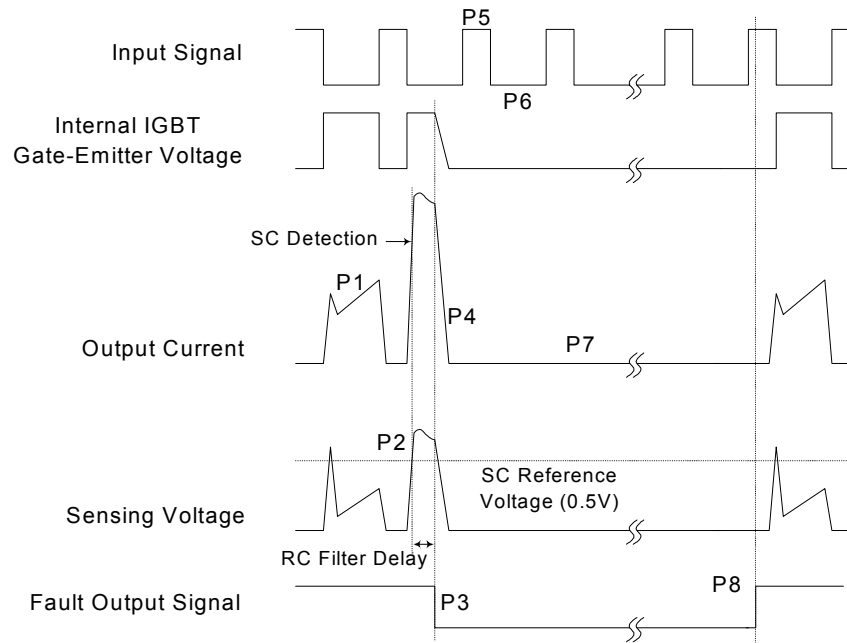 P5
Input Signal
P6
Internal IGBT
Gate-Emitter Voltage
SC Detection
P1
P4
Output Current
P7
P2
SC Reference
Voltage (0.5V)
Sensing Voltage
RC Filter Delay
P8
Fault Output Signal
P3